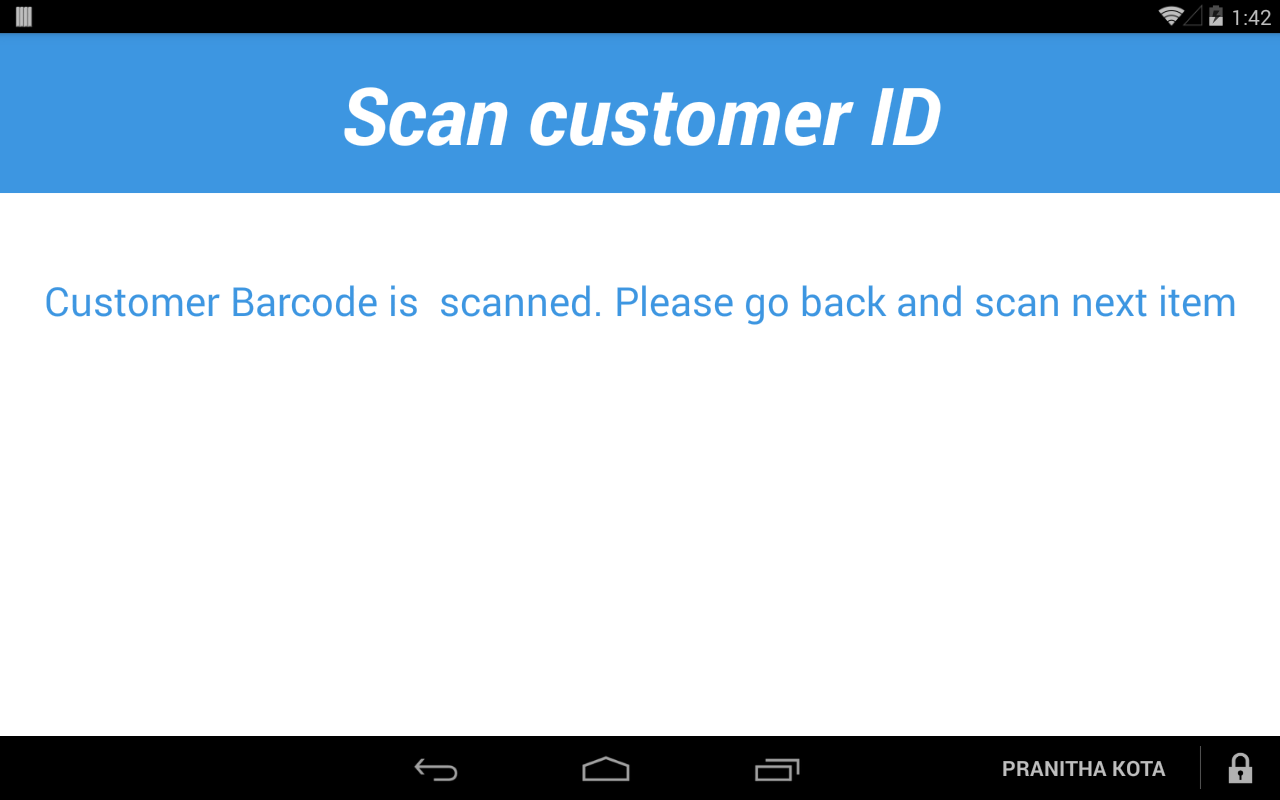 1:42
Scan customer ID
Customer Barcode is  scanned. Please go back and scan next item
PRANITHA KOTA